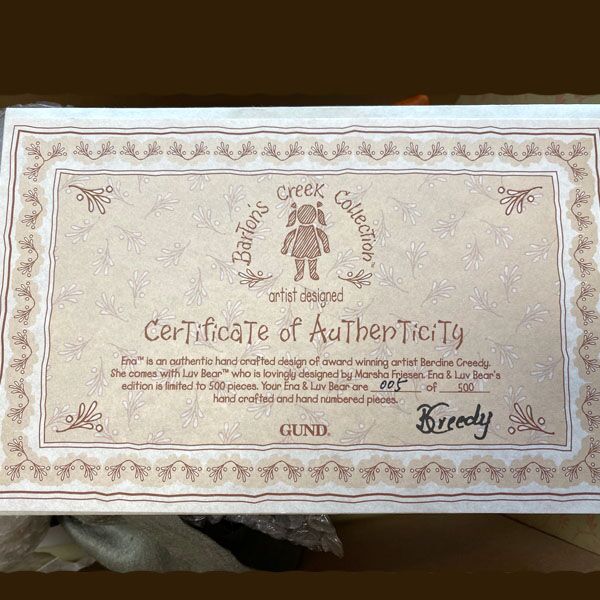 Barton's Creek Collection™
artist designed
Certificate of Authenticity
Ena™ is an authentic hand crafted design of award winning artist Berdine Creedy.
She comes with Luv Bear™ who is lovingly designed by Marsha Friesen. Ena & Luv Bear's
edition is limited to 500 pieces. Your Ena & Luv Bear are 005 of 500
hand crafted and hand numbered pieces.
BCreedy
GUND®